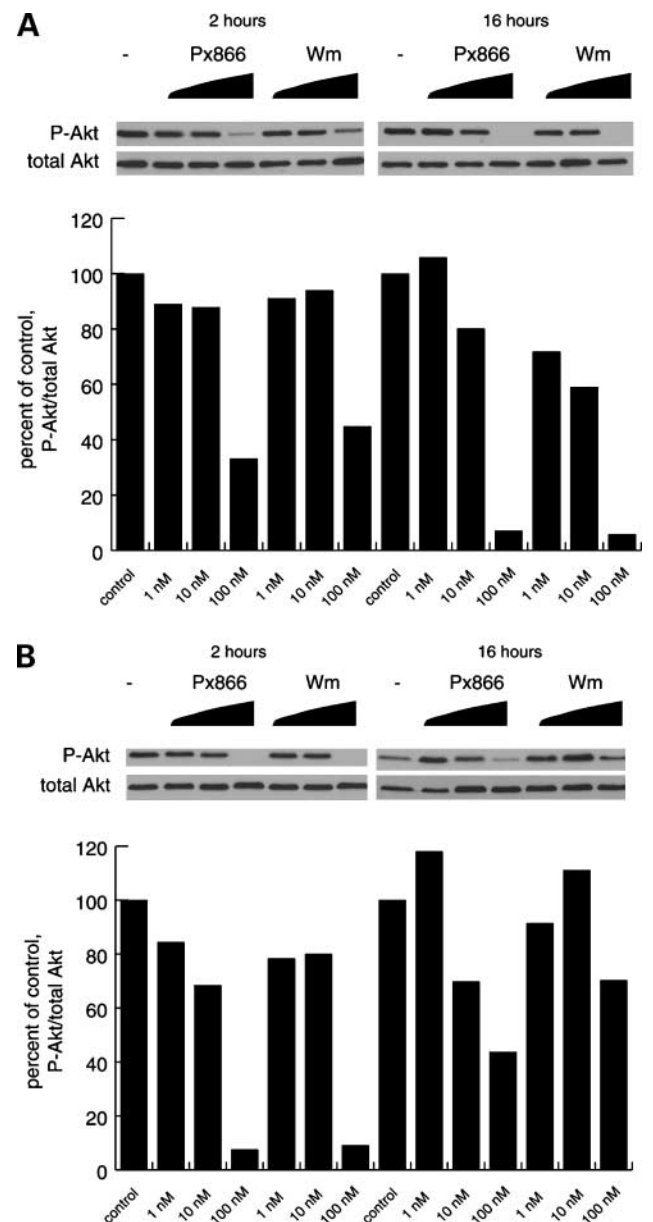 A
2 hours 16 hours
- Px866 Wm - Px866 Wm
P-Akt
total Akt
percent of control,
P-Akt/total Akt
120
100
80
60
40
20
0
control 1 nM 10 nM 100 nM 1 nM 10 nM 100 nM control 1 nM 10 nM 100 nM 1 nM 10 nM 100 nM
B
2 hours 16 hours
- Px866 Wm - Px866 Wm
P-Akt
total Akt
percent of control,
P-Akt/total Akt
120
100
80
60
40
20
0
control 1 nM 10 nM 100 nM 1 nM 10 nM 100 nM control 1 nM 10 nM 100 nM 1 nM 10 nM 100 nM